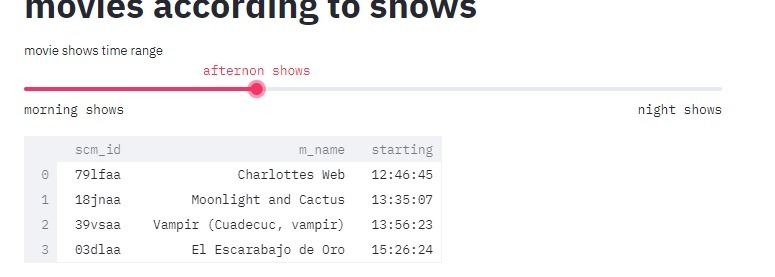 movies according to shows
movie shows time range
afternon shows
morning shows night shows
scm_id m_name starting
0 79lfaa Charlottes Web 12:46:45
1 18jnaa Moonlight and Cactus 13:35:07
2 39vsaa Vampir (Cuadecuc, vampir) 13:56:23
3 03dlaa El Escarabajo de Oro 15:26:24